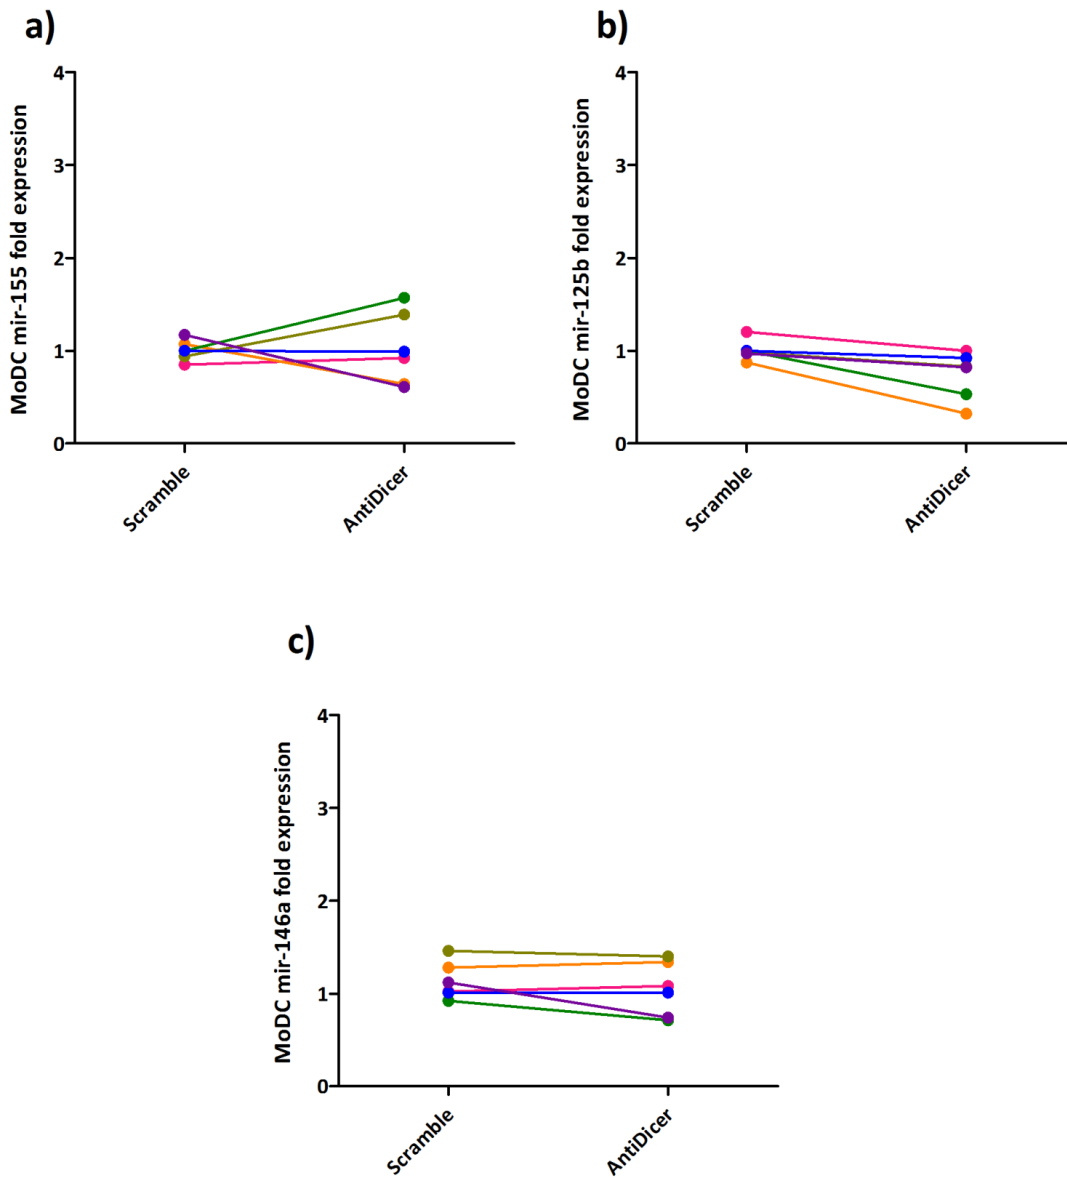 a)
MoDC mir-155 fold expression
4
3
2
1
0
Scramble
AntiDicer
b)
MoDC mir-125b fold expression
4
3
2
1
0
Scramble
AntiDicer
c)
MoDC mir-146a fold expression
4
3
2
1
0
Scramble
AntiDicer